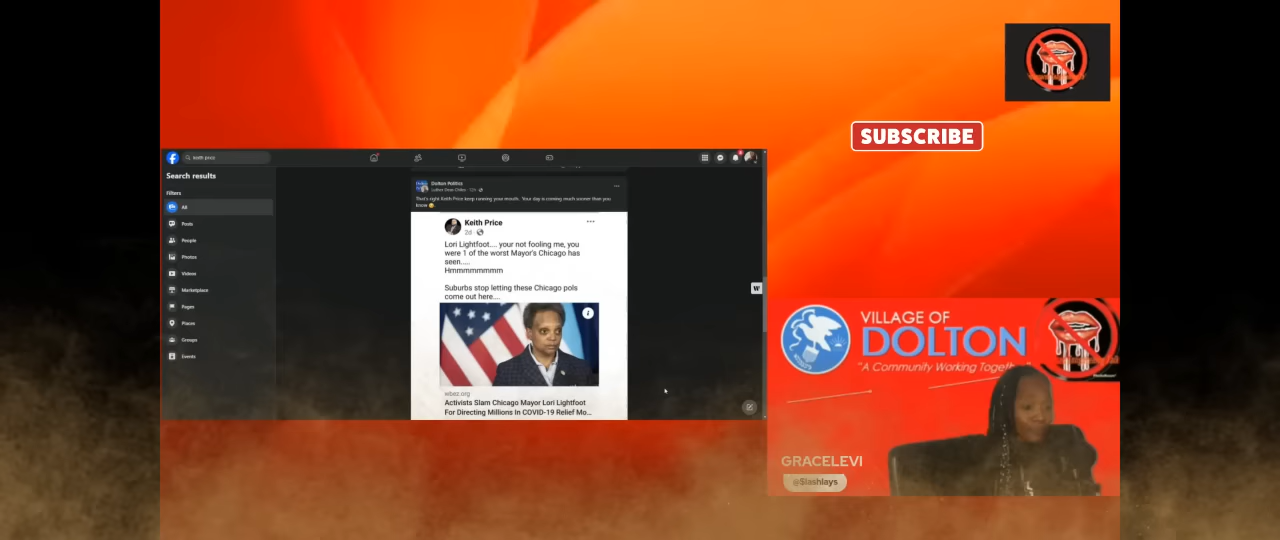 SUBSCRIBE
keith price
Search results
Filters
All
Posts
People
Photos
Videos
Marketplace
Pages
Places
Groups
Events
Dolton Politics
That's right Keith Price keep running your mouth. Your day is coming much sooner than you
know
Keith Price
2d
Lori Lightfoot.... your not fooling me, you
were 1 of the worst Mayor's Chicago has
seen.....
Hmmmmmmmm
Suburbs stop letting these Chicago pols
come out here....
i
wbez.org
Activists Slam Chicago Mayor Lori Lightfoot
For Directing Millions In COVID-19 Relief Mo...
W
VILLAGE OF
DOLTON
"A Community Working Togeth
GRACELEVI
@Slashlays